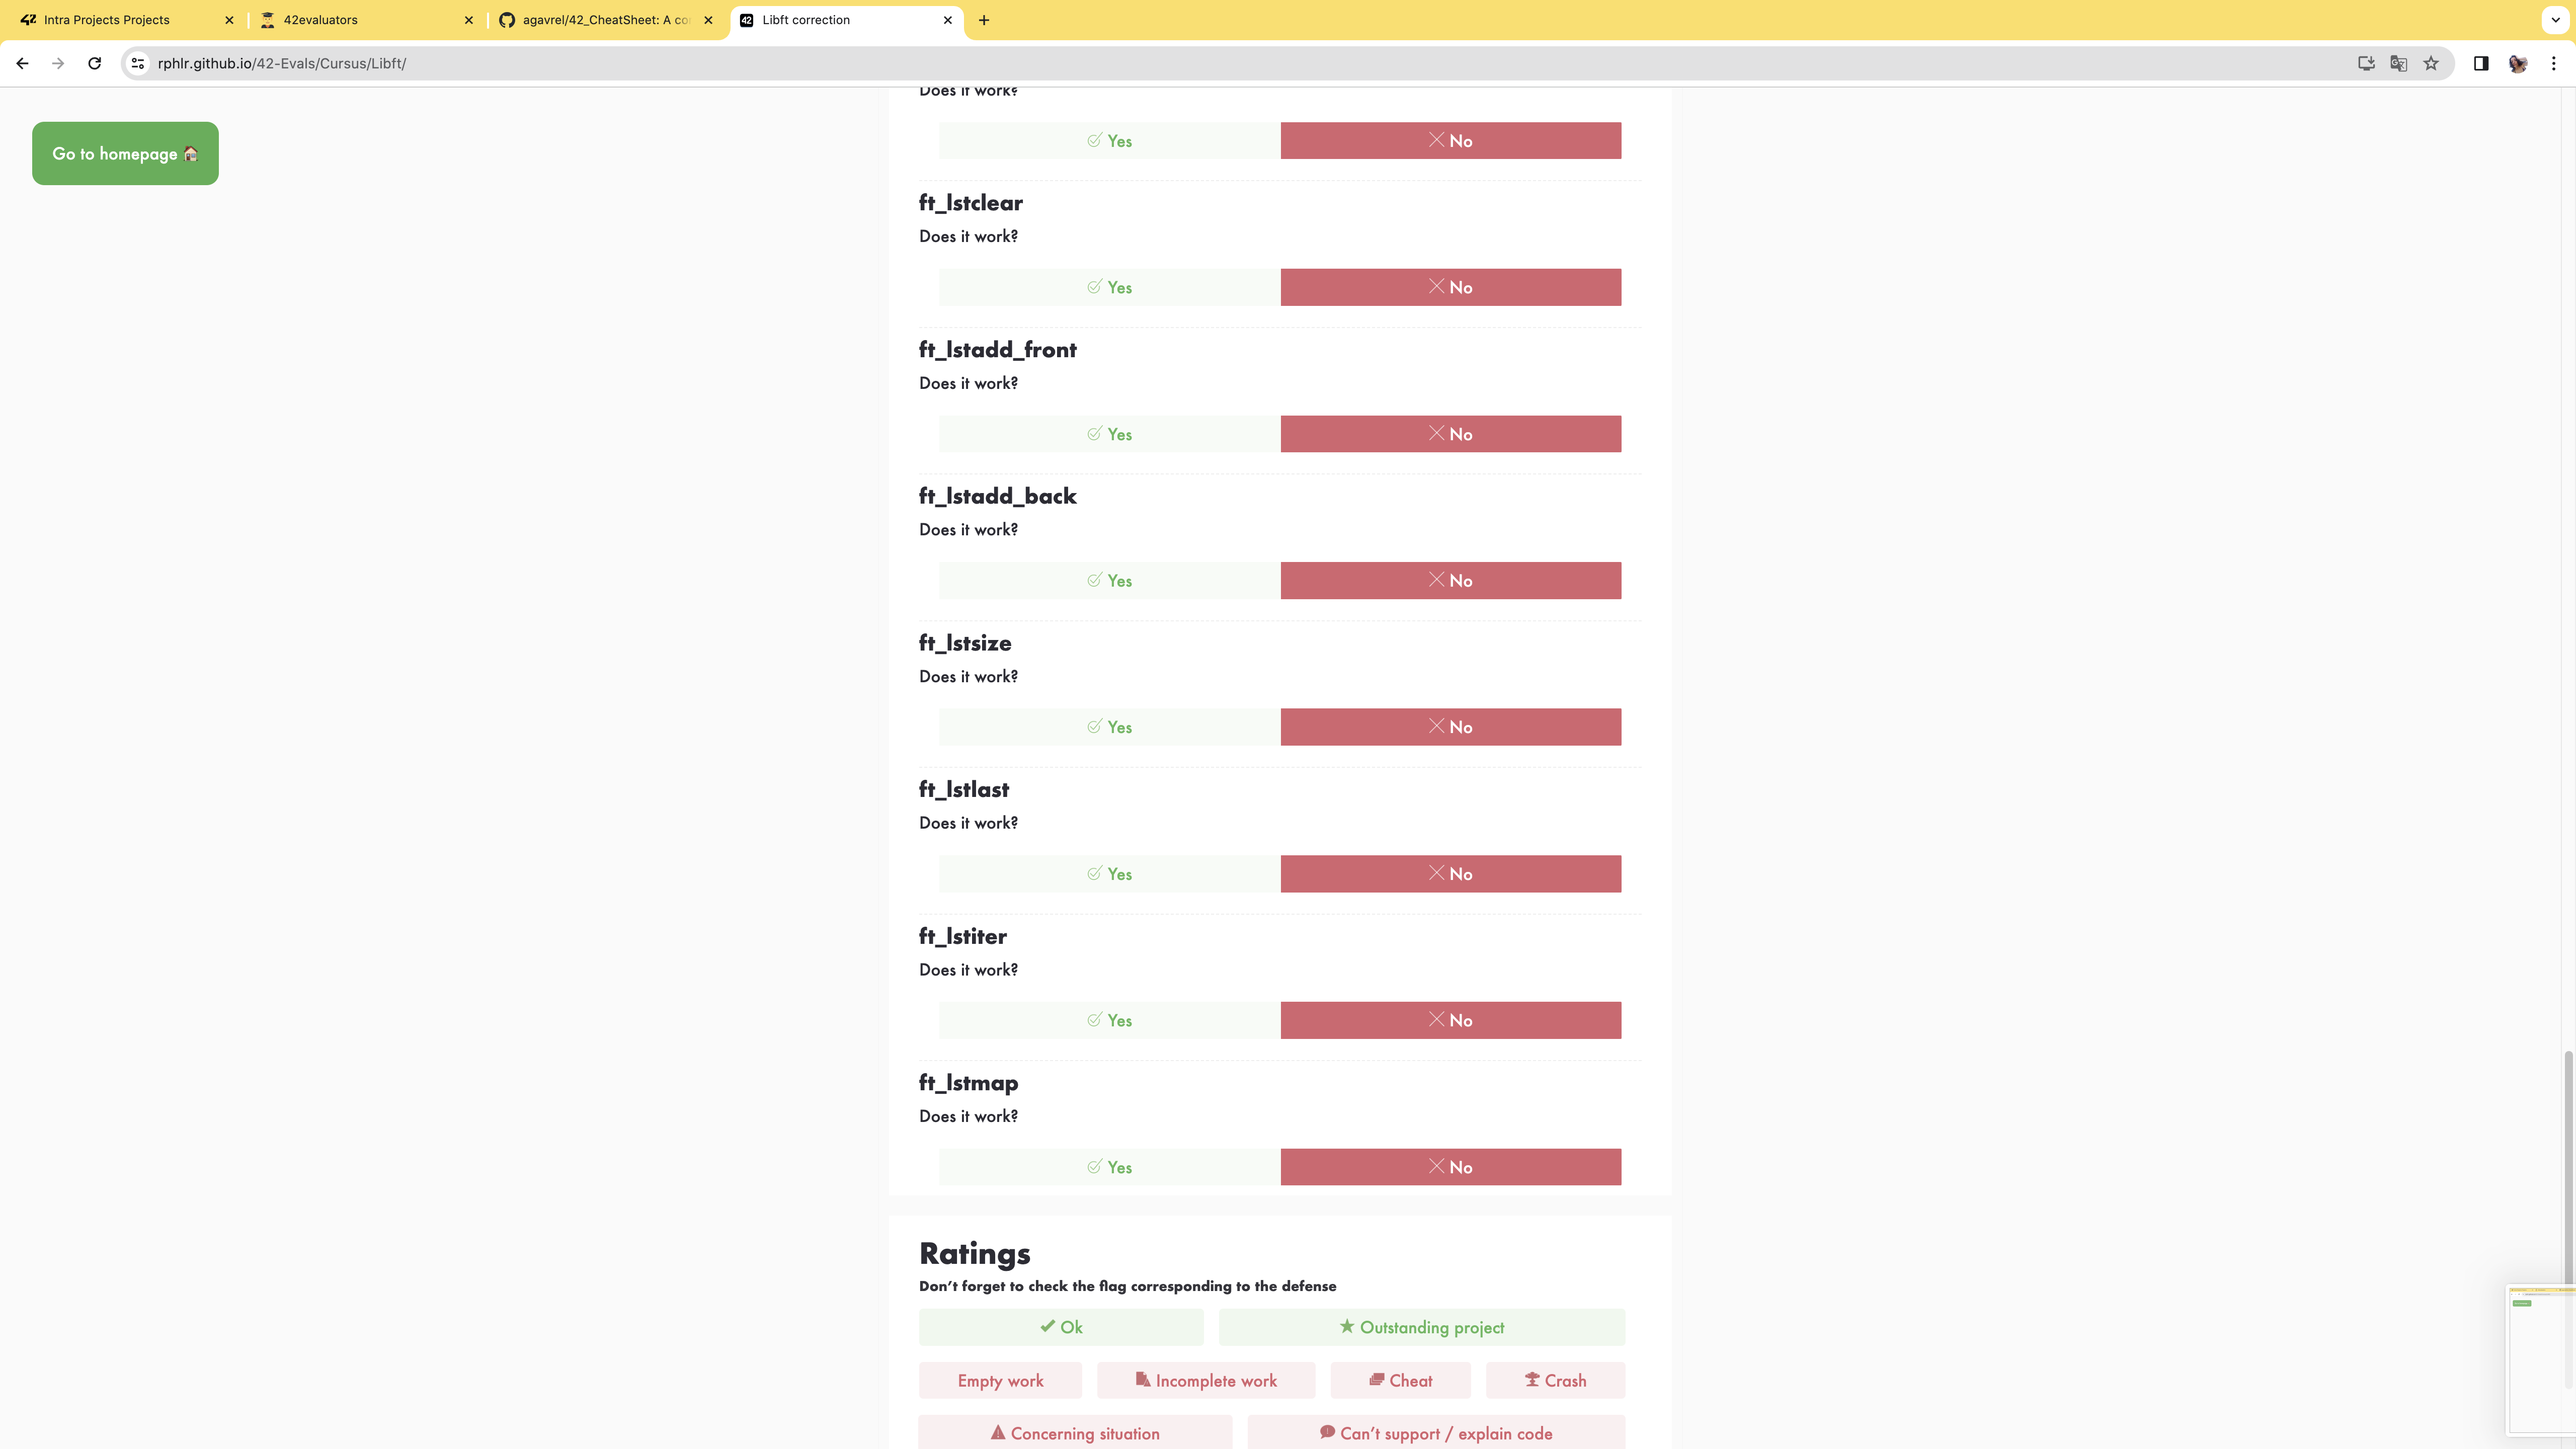 Intra Projects Projects
42evaluators
agavrel/42_CheatSheet: A co
42 Libft correction
rphlr.github.io/42-Evals/Cursus/Libft/
Go to homepage
Does it work?
Yes No
ft_lstclear
Does it work?
Yes No
ft_lstadd_front
Does it work?
Yes No
ft_lstadd_back
Does it work?
Yes No
ft_lstsize
Does it work?
Yes No
ft_lstlast
Does it work?
Yes No
ft_lstiter
Does it work?
Yes No
ft_lstmap
Does it work?
Yes No
Ratings
Don’t forget to check the flag corresponding to the defense
Ok Outstanding project
Empty work Incomplete work Cheat Crash
Concerning situation Can’t support / explain code